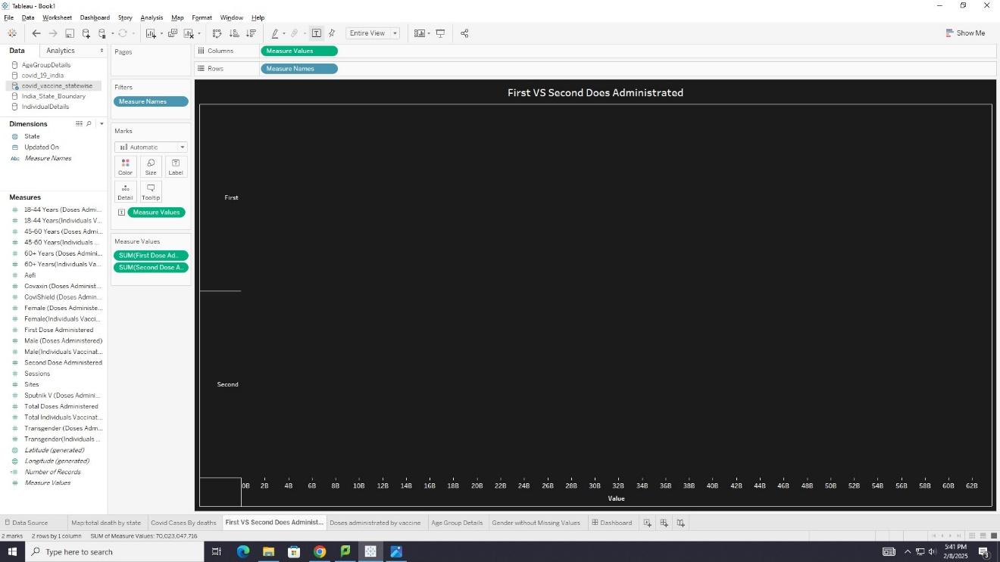 Tableau - Book1
File Data Worksheet Dashboard Story Analysis Map Format Window Help
Entire View
Show Me
Data Analytics
AgeGroupDetails
covid_19_india
covid_vaccine_statewise
India_State_Boundary
IndividualDetails
Dimensions
State
Updated On
Abc Measure Names
Measures
18-44 Years (Doses Admi...
18-44 Years(Individuals V...
45-60 Years (Doses Admi...
45-60 Years(Individuals ...
60+ Years (Doses Admini...
60+ Years(Individuals Va...
Aefi
Covaxin (Doses Administ...
CoviShield (Doses Admin...
Female (Doses Administe...
Female(Individuals Vacci...
First Dose Administered
Male (Doses Administered)
Male(Individuals Vaccinat...
Second Dose Administered
Sessions
Sites
Sputnik V (Doses Admini...
Total Doses Administered
Total Individuals Vaccinat...
Transgender (Doses Adm...
Transgender(Individuals ...
Latitude (generated)
Longitude (generated)
Number of Records
Measure Values
Pages
Filters
Measure Names
Marks
Automatic
Color Size Label
Detail Tooltip
Measure Values
Measure Values
SUM(First Dose Ad..
SUM(Second Dose A..
Columns Measure Values
Rows Measure Names
First VS Second Does Administrated
First
Second
0B 2B 4B 6B 8B 10B 12B 14B 16B 18B 20B 22B 24B 26B 28B 30B 32B 34B 36B 38B 40B 42B 44B 46B 48B 50B 52B 54B 56B 58B 60B 62B
Value
Data Source Map:total death by state Covid Cases By deaths First VS Second Does Administ... Doses administrated by vaccine Age Group Details Gender without Missing Values Dashboard
2 marks 2 rows by 1 column SUM of Measure Values: 70,023,047,716
Type here to search
5:41 PM
2/8/2025
3